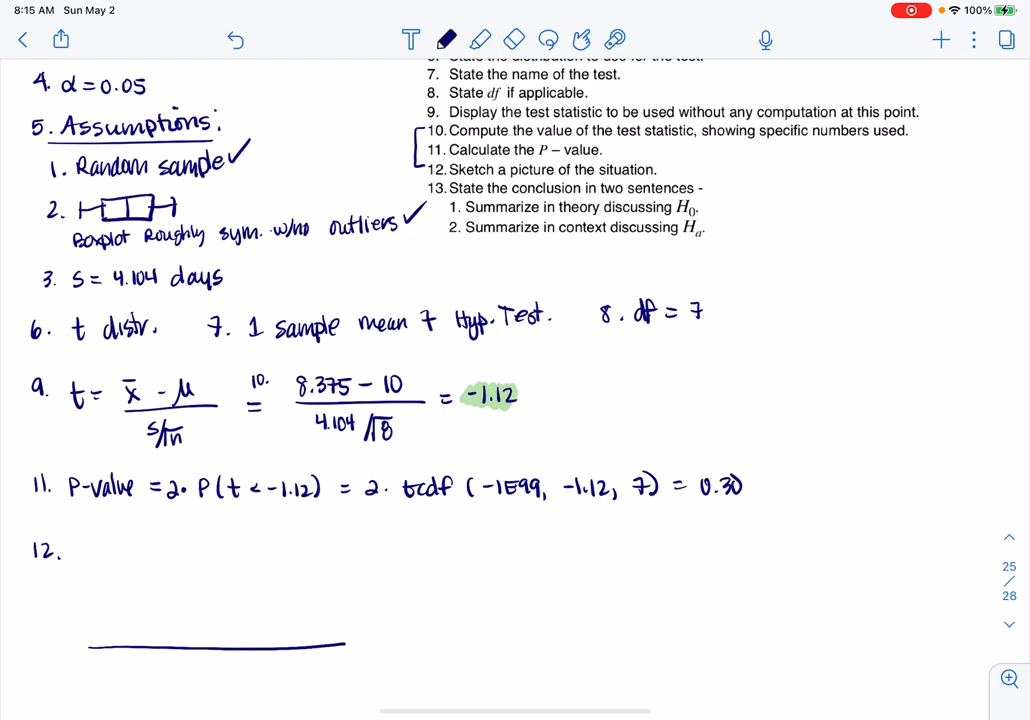 8:15 AM Sun May 2
100%
7. State the name of the test.
8. State df if applicable.
9. Display the test statistic to be used without any computation at this point.
10. Compute the value of the test statistic, showing specific numbers used.
11. Calculate the P – value.
12. Sketch a picture of the situation.
13. State the conclusion in two sentences -
1. Summarize in theory discussing H₀.
2. Summarize in context discussing Hₐ.
4. α = 0.05
5. Assumptions:
1. Random sample ✓
2.
Boxplot Roughly sym. w/no outliers ✓
3. s = 4.104 days
6. t distr. 7. 1 sample mean t Hyp. Test. 8. df = 7
9. t = (x̄ - μ) / (s/√n) 10. = (8.375 - 10) / (4.104/√8) = -1.12
11. P-value = 2 • P(t < -1.12) = 2 • tcdf (-1E99, -1.12, 7) = 0.30
12.
25
/
28